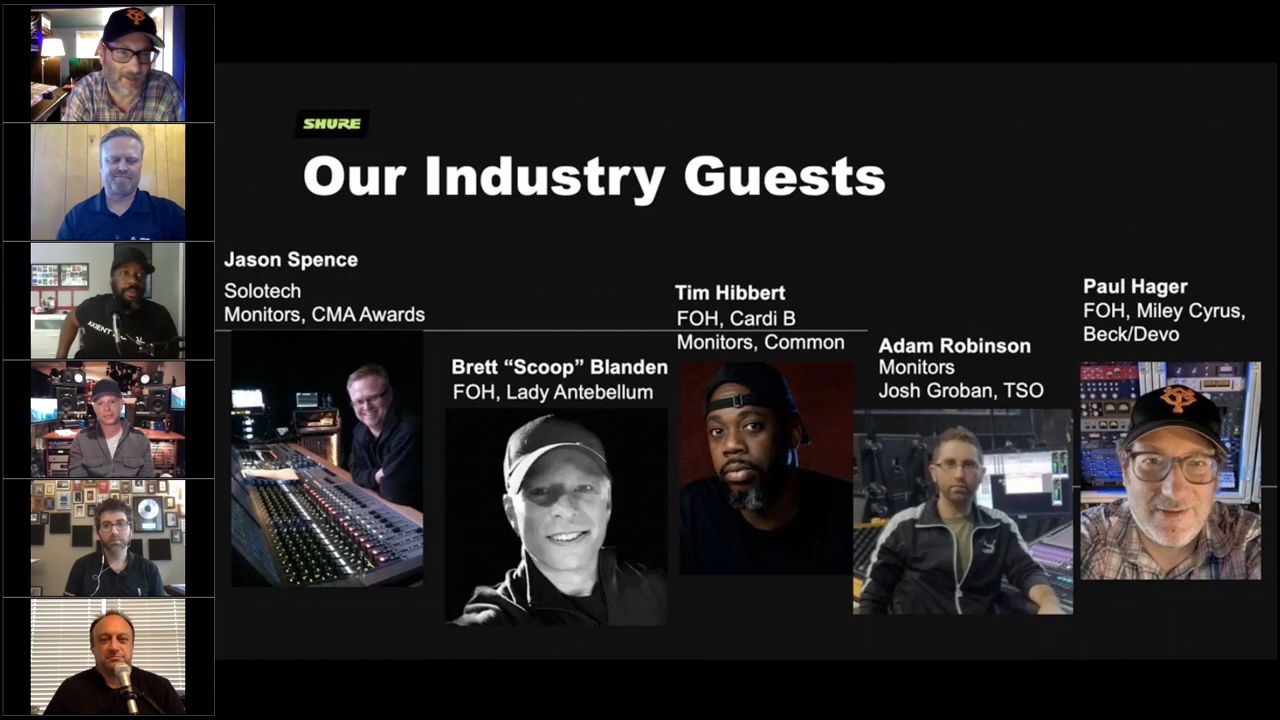 SHURE
Our Industry Guests
Jason Spence
Solotech
Monitors, CMA Awards
Brett “Scoop” Blanden
FOH, Lady Antebellum
Tim Hibbert
FOH, Cardi B
Monitors, Common
Adam Robinson
Monitors
Josh Groban, TSO
Paul Hager
FOH, Miley Cyrus,
Beck/Devo